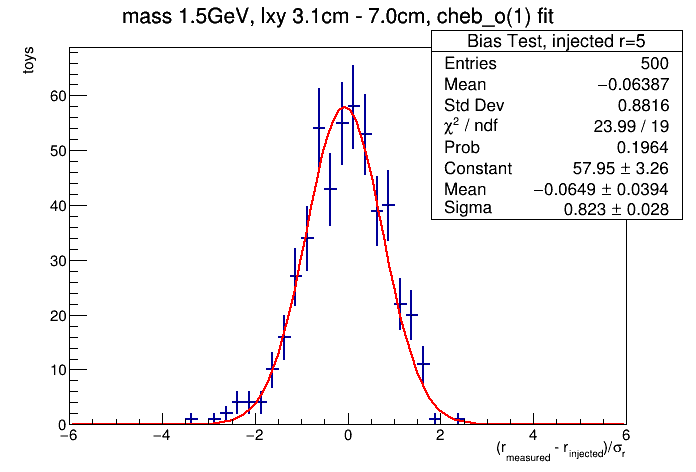 mass 1.5GeV, lxy 3.1cm - 7.0cm, cheb_o(1) fit
toys
Bias Test, injected r=5
Entries 500
Mean −0.06387
Std Dev 0.8816
χ² / ndf 23.99 / 19
Prob 0.1964
Constant 57.95 ± 3.26
Mean −0.0649 ± 0.0394
Sigma 0.823 ± 0.028
60
50
40
30
20
10
0
−6 −4 −2 0 2 4 6
(r_measured - r_injected)/σ_r